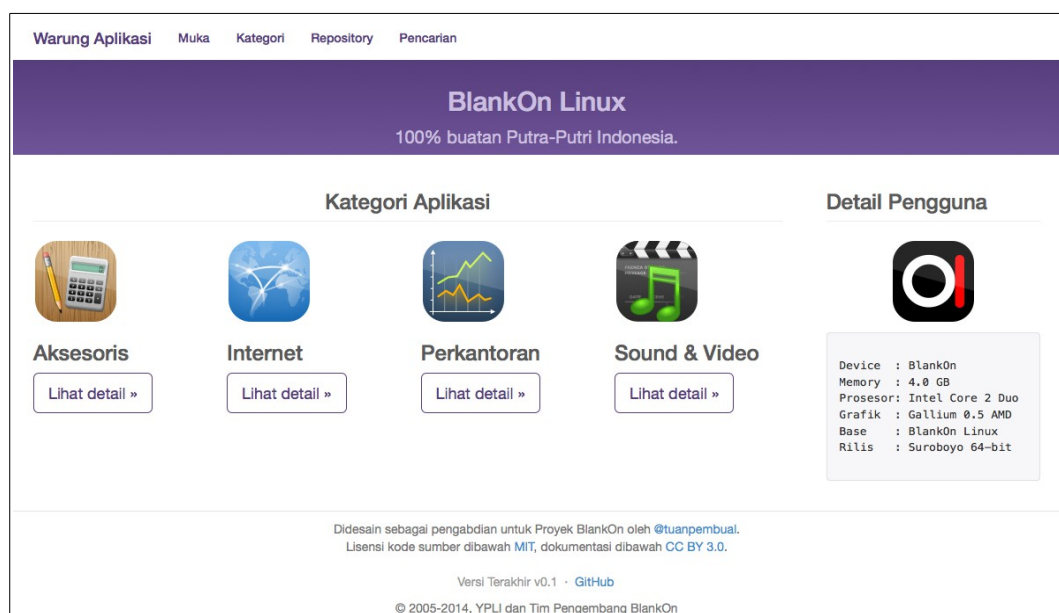 Warung Aplikasi Muka Kategori Repository Pencarian
BlankOn Linux
100% buatan Putra-Putri Indonesia.
Kategori Aplikasi
Aksesoris
Lihat detail »
Internet
Lihat detail »
Perkantoran
Lihat detail »
Sound & Video
Lihat detail »
Detail Pengguna
Device : BlankOn
Memory : 4.0 GB
Prosesor: Intel Core 2 Duo
Grafik : Gallium 0.5 AMD
Base : BlankOn Linux
Rilis : Suroboyo 64-bit
Didesain sebagai pengabdian untuk Proyek BlankOn oleh @tuanpembual.
Lisensi kode sumber dibawah MIT, dokumentasi dibawah CC BY 3.0.
Versi Terakhir v0.1 · GitHub
© 2005-2014, YPLI dan Tim Pengembang BlankOn